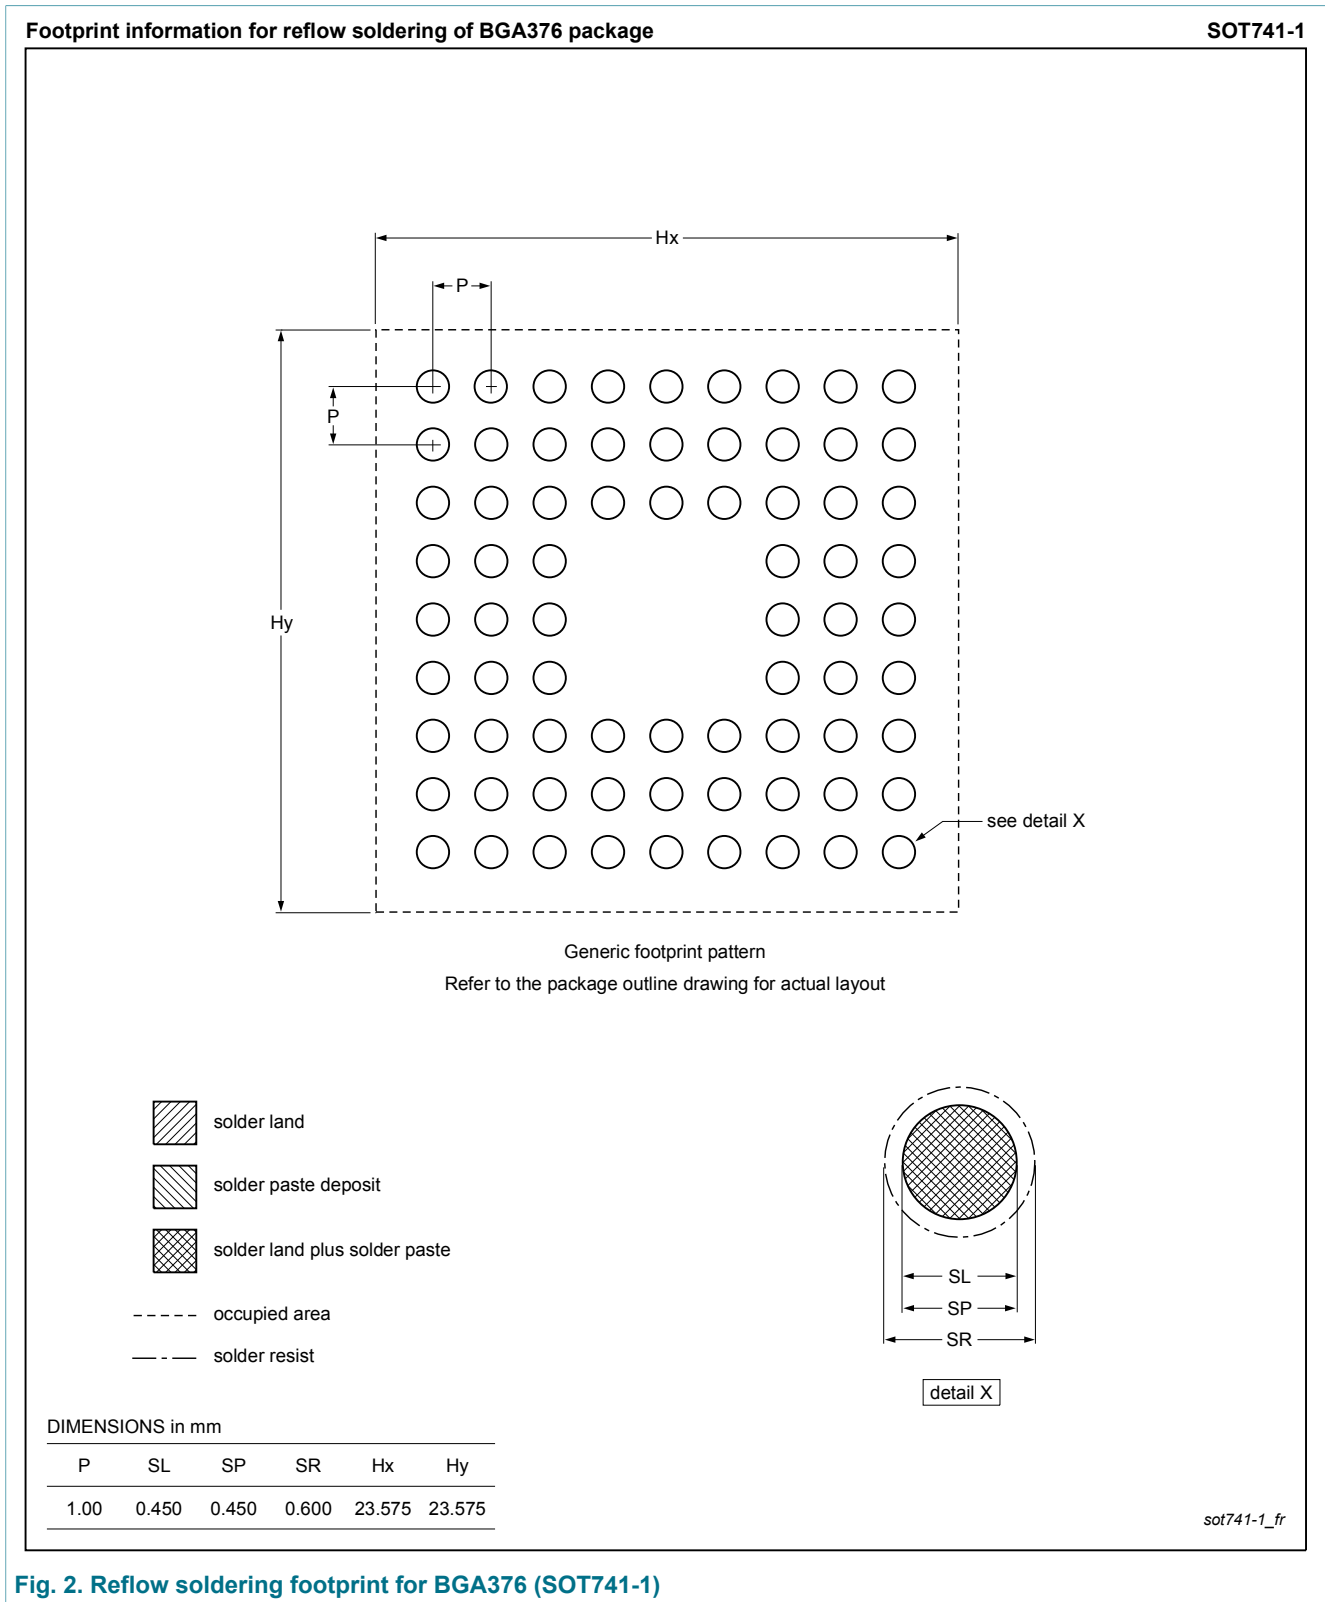 Footprint information for reflow soldering of BGA376 package SOT741-1
Hx
P
P
Hy
see detail X
Generic footprint pattern
Refer to the package outline drawing for actual layout
solder land
solder paste deposit
solder land plus solder paste
occupied area
solder resist
SL
SP
SR
detail X
DIMENSIONS in mm
P SL SP SR Hx Hy
1.00 0.450 0.450 0.600 23.575 23.575
sot741-1_fr
Fig. 2. Reflow soldering footprint for BGA376 (SOT741-1)